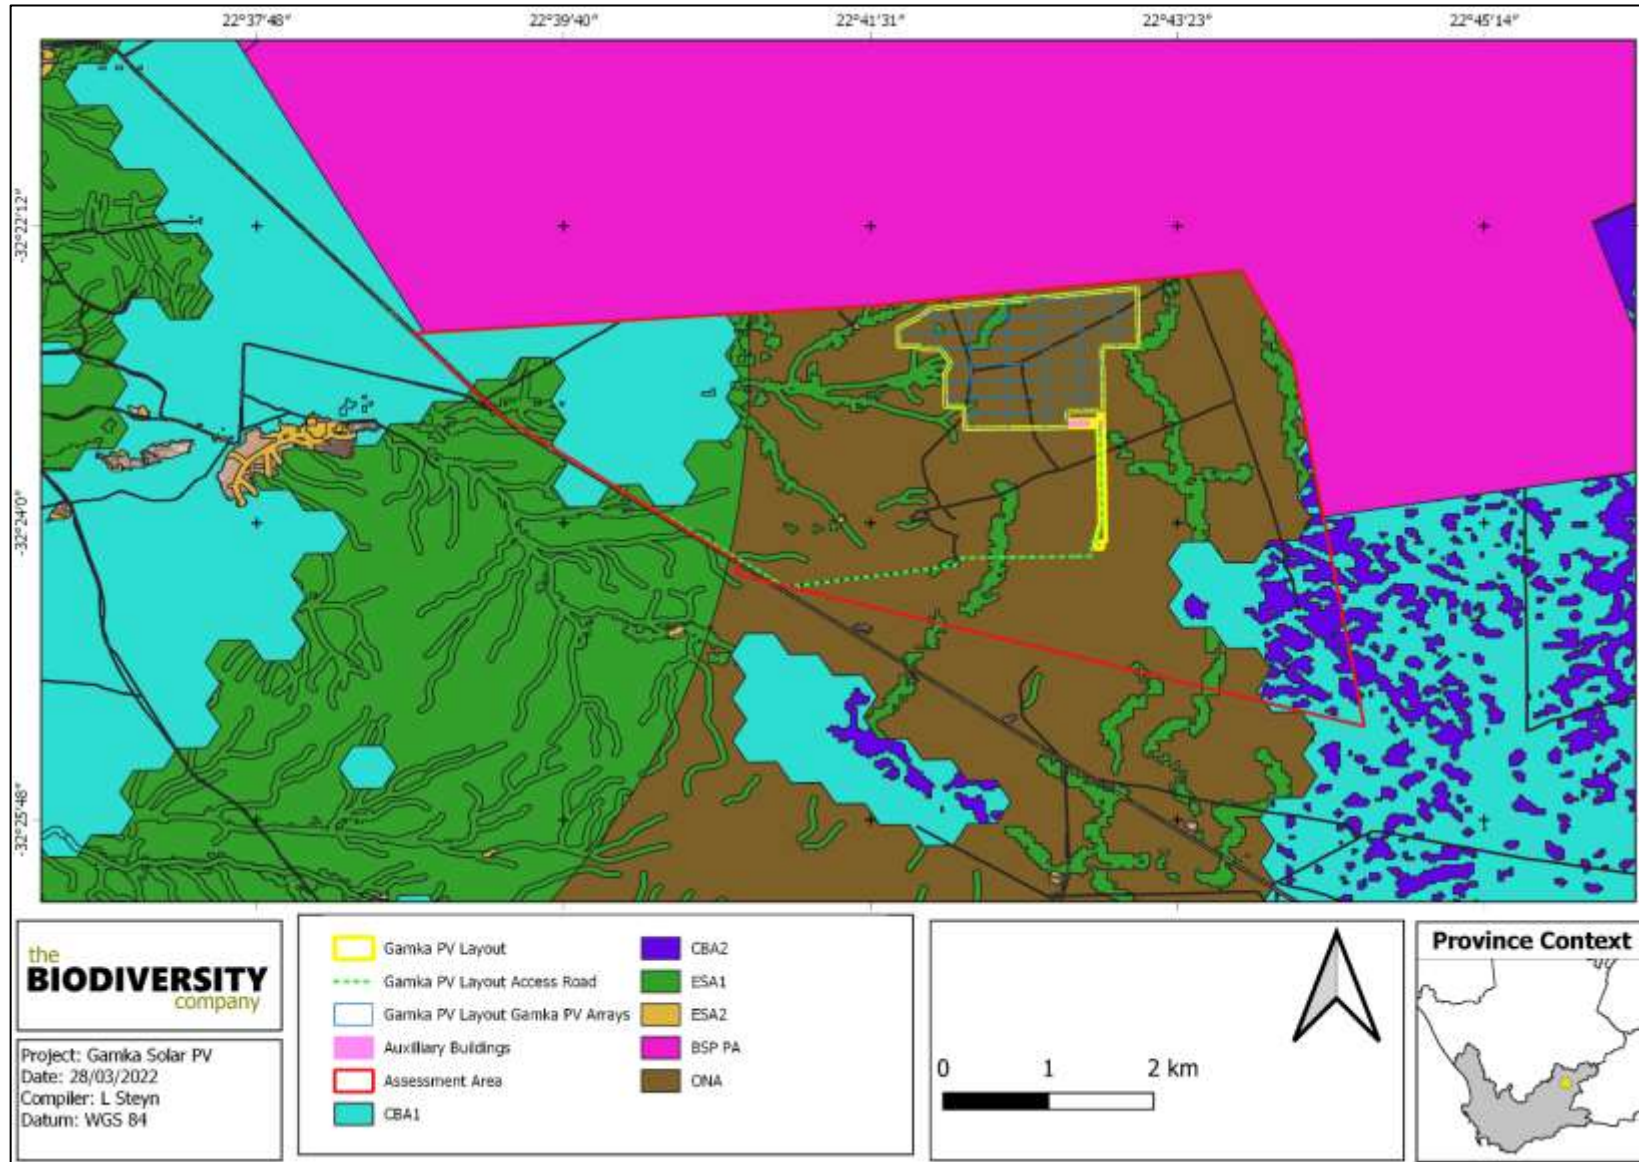 22°37'48" 22°39'40" 22°41'31" 22°43'23" 22°45'14"
-32°22'12"
-32°24'0"
-32°25'48"
the
BIODIVERSITY
company
Project: Gamka Solar PV
Date: 28/03/2022
Compiler: L Steyn
Datum: WGS 84
Gamka PV Layout
Gamka PV Layout Access Road
Gamka PV Layout Gamka PV Arrays
Auxilliary Buildings
Assessment Area
CBA1
CBA2
ESA1
ESA2
BSP PA
ONA
0 1 2 km
Province Context